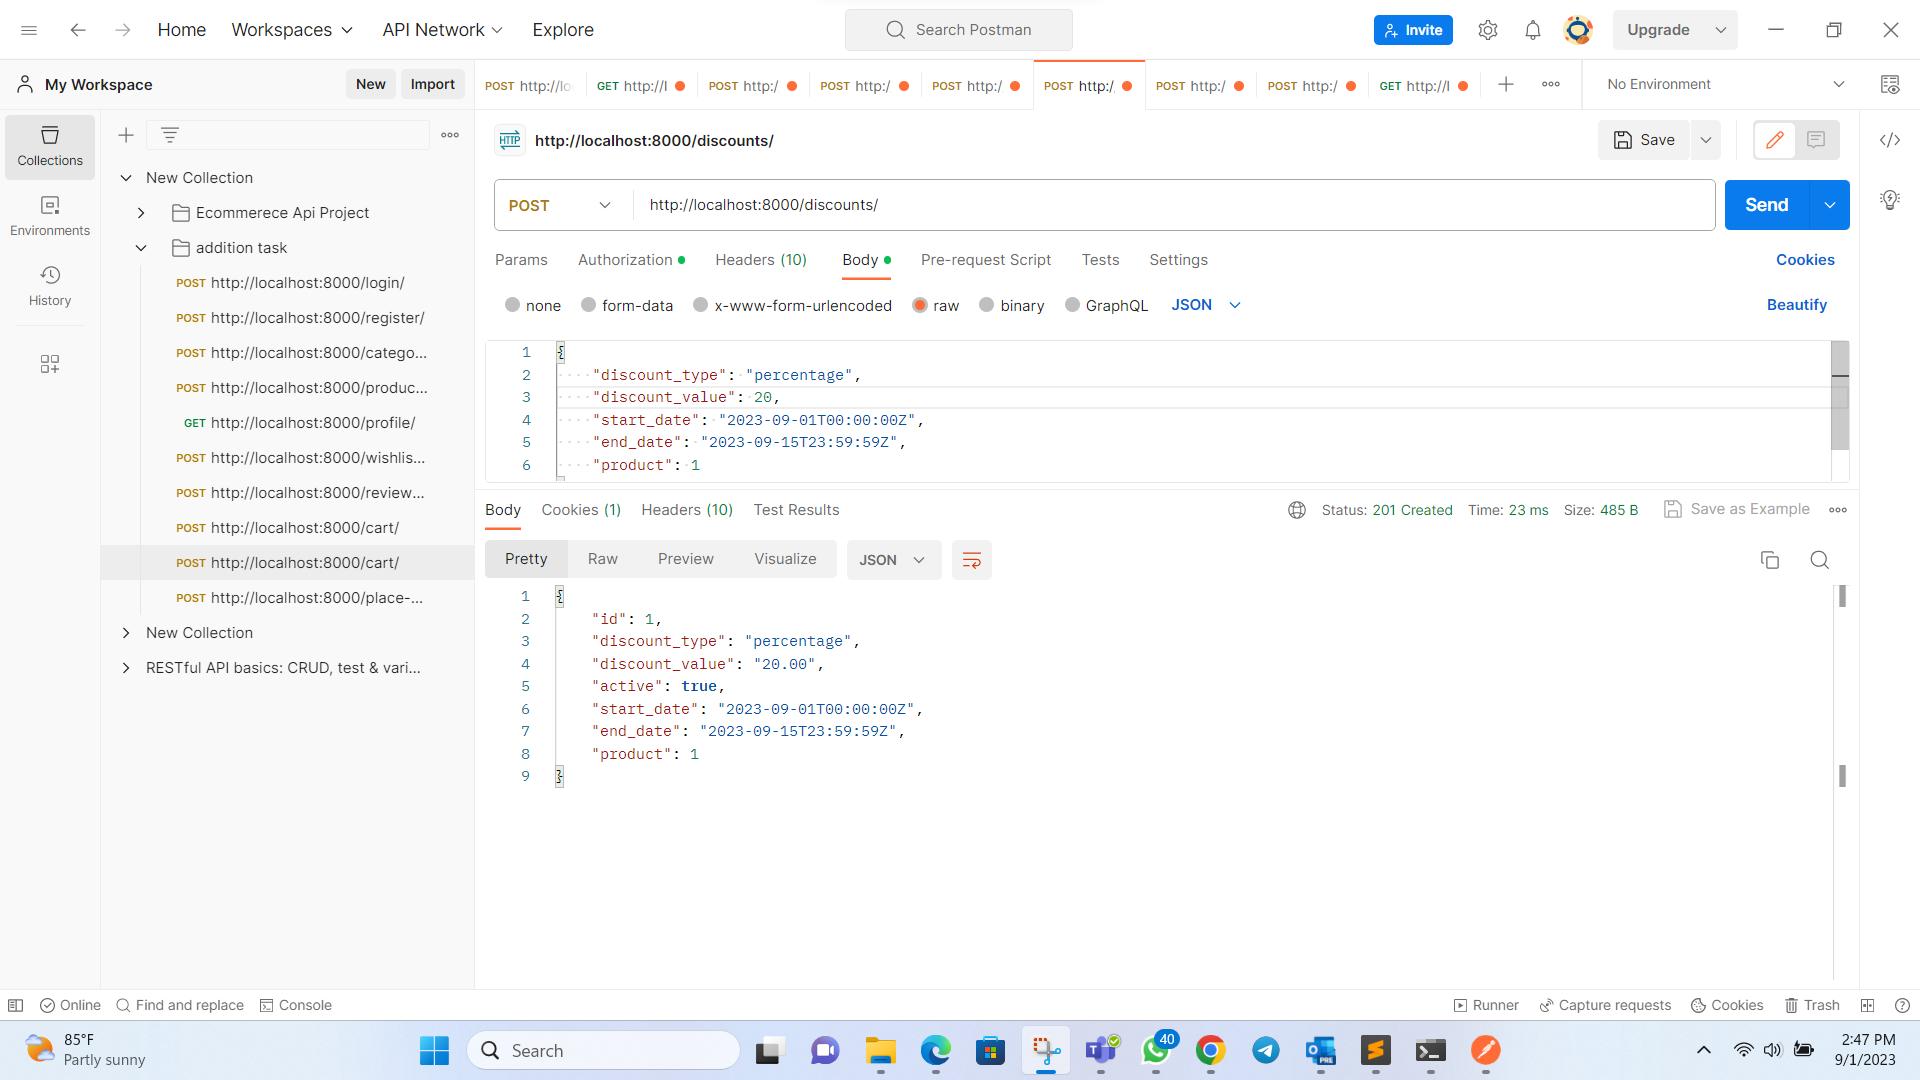 Home Workspaces API Network Explore Search Postman Invite Upgrade
My Workspace New Import POST http://lo GET http://l POST http:/ POST http:/ POST http:/ POST http:/ POST http:/ POST http:/ GET http://l No Environment
Collections
Environments
History
New Collection
Ecommerece Api Project
addition task
POST http://localhost:8000/login/
POST http://localhost:8000/register/
POST http://localhost:8000/catego...
POST http://localhost:8000/produc...
GET http://localhost:8000/profile/
POST http://localhost:8000/wishlis...
POST http://localhost:8000/review...
POST http://localhost:8000/cart/
POST http://localhost:8000/cart/
POST http://localhost:8000/place-...
New Collection
RESTful API basics: CRUD, test & vari...
HTTP http://localhost:8000/discounts/ Save
POST http://localhost:8000/discounts/ Send
Params Authorization Headers (10) Body Pre-request Script Tests Settings Cookies
none form-data x-www-form-urlencoded raw binary GraphQL JSON Beautify
1 {
2 "discount_type": "percentage",
3 "discount_value": 20,
4 "start_date": "2023-09-01T00:00:00Z",
5 "end_date": "2023-09-15T23:59:59Z",
6 "product": 1
Body Cookies (1) Headers (10) Test Results Status: 201 Created Time: 23 ms Size: 485 B Save as Example
Pretty Raw Preview Visualize JSON
1 {
2 "id": 1,
3 "discount_type": "percentage",
4 "discount_value": "20.00",
5 "active": true,
6 "start_date": "2023-09-01T00:00:00Z",
7 "end_date": "2023-09-15T23:59:59Z",
8 "product": 1
9 }
Online Find and replace Console Runner Capture requests Cookies Trash
85°F
Partly sunny
Search
40
PRE
2:47 PM
9/1/2023